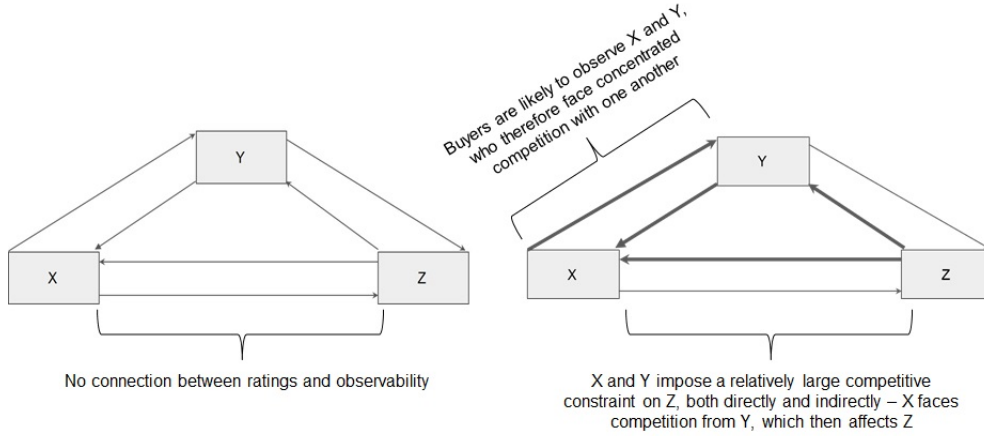 Buyers are likely to observe X and Y,
who therefore face concentrated
competition with one another
Y
X
Z
No connection between ratings and observability
Y
X
Z
X and Y impose a relatively large competitive
constraint on Z, both directly and indirectly – X faces
competition from Y, which then affects Z